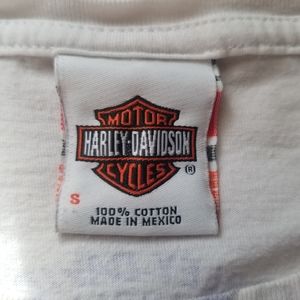 MOTOR
HARLEY-DAVIDSON
CYCLES
®
S
100% COTTON
MADE IN MEXICO